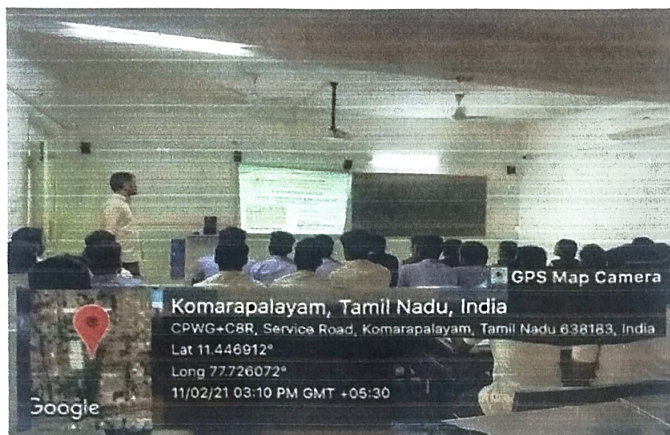 GPS Map Camera
Komarapalayam, Tamil Nadu, India
CPWG+C8R, Service Road, Komarapalayam, Tamil Nadu 638183, India
Lat 11.446912°
Long 77.726072°
11/02/21 03:10 PM GMT +05:30
Google